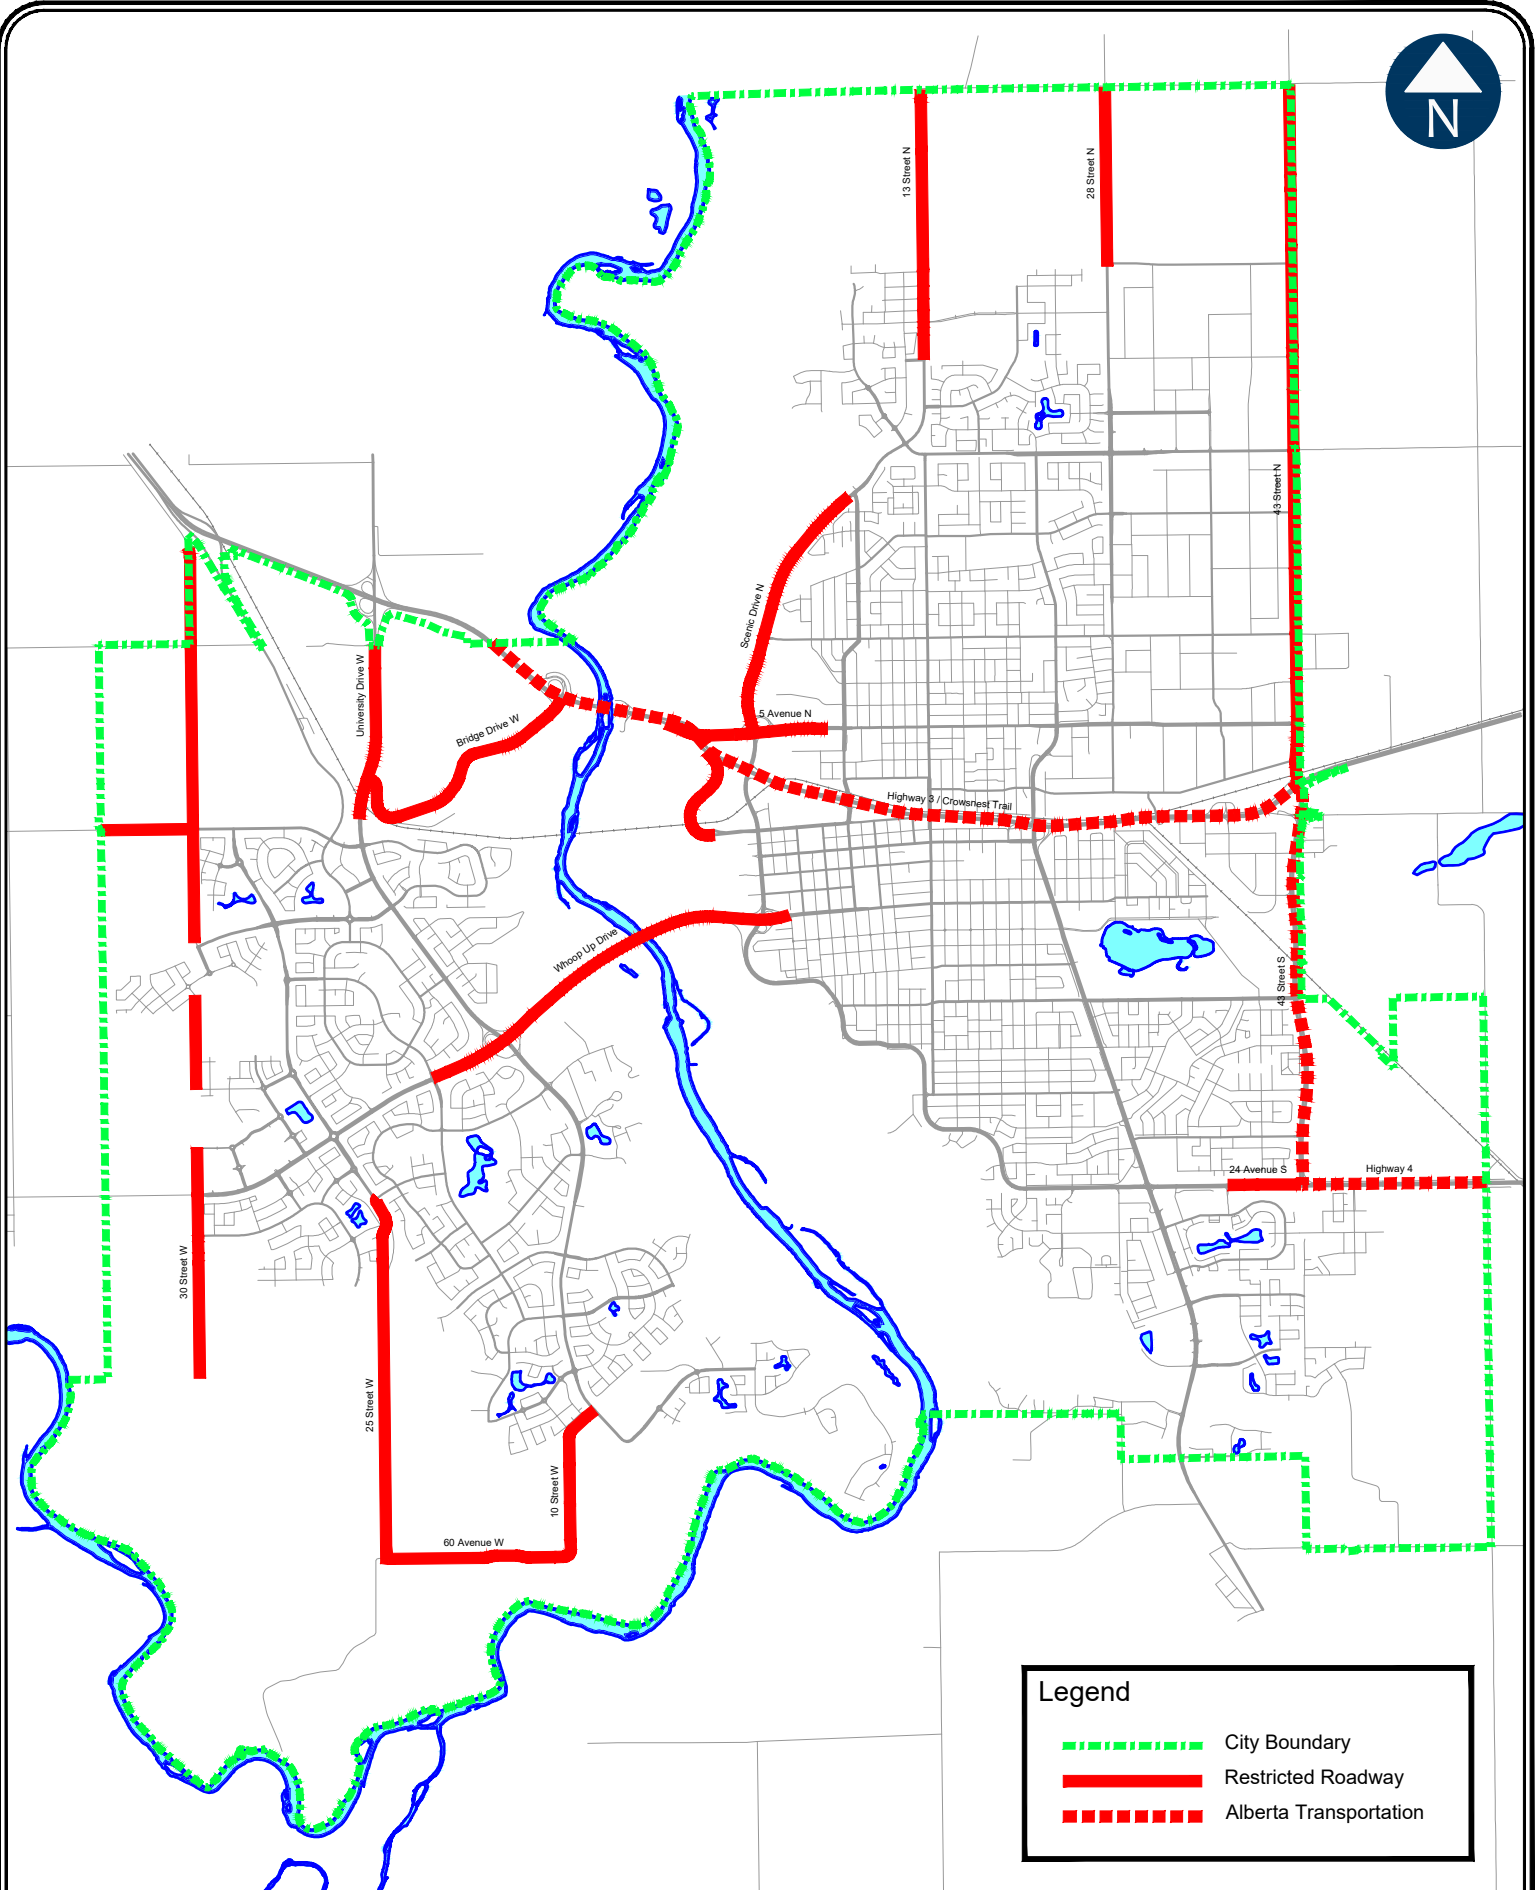 N
13 Street N
28 Street N
43 Street N
Scenic Drive N
University Drive W
5 Avenue N
Bridge Drive W
Highway 3 / Crowsnest Trail
Whoop Up Drive
43 Street S
24 Avenue S
Highway 4
30 Street W
25 Street W
10 Street W
60 Avenue W
Legend
City Boundary
Restricted Roadway
Alberta Transportation